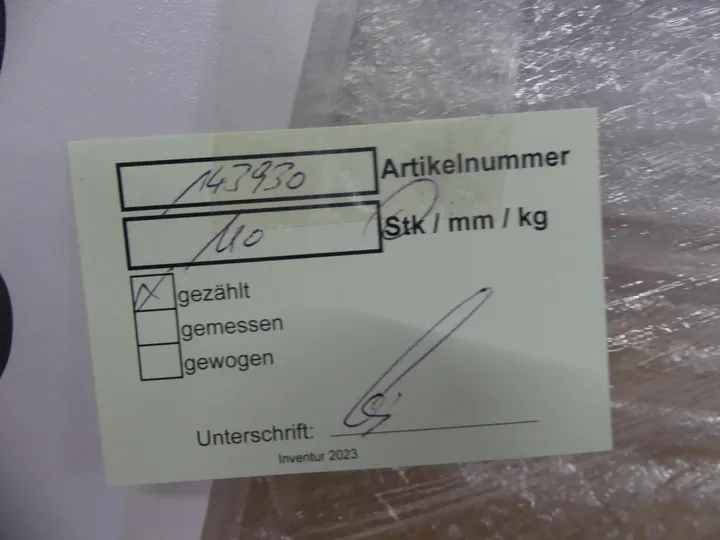 143930 Artikelnummer
110 Stk / mm / kg
X gezählt
gemessen
gewogen
Unterschrift:
Inventur 2023